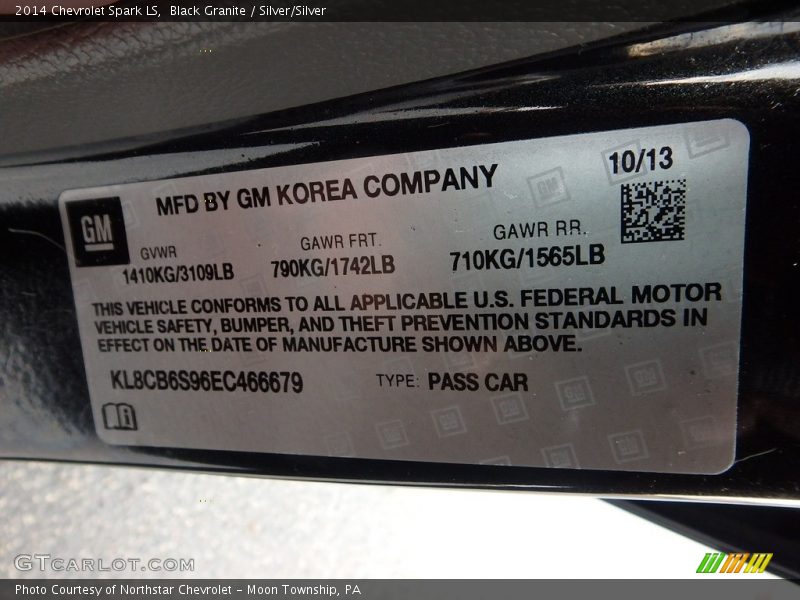 2014 Chevrolet Spark LS, Black Granite / Silver/Silver
MFD BY GM KOREA COMPANY
10/13
GM
GVWR
GAWR FRT.
GAWR RR.
1410KG/3109LB
790KG/1742LB
710KG/1565LB
THIS VEHICLE CONFORMS TO ALL APPLICABLE U.S. FEDERAL MOTOR
VEHICLE SAFETY, BUMPER, AND THEFT PREVENTION STANDARDS IN
EFFECT ON THE DATE OF MANUFACTURE SHOWN ABOVE.
KL8CB6S96EC466679
TYPE: PASS CAR
GTCARLOT.COM
Photo Courtesy of Northstar Chevrolet - Moon Township, PA